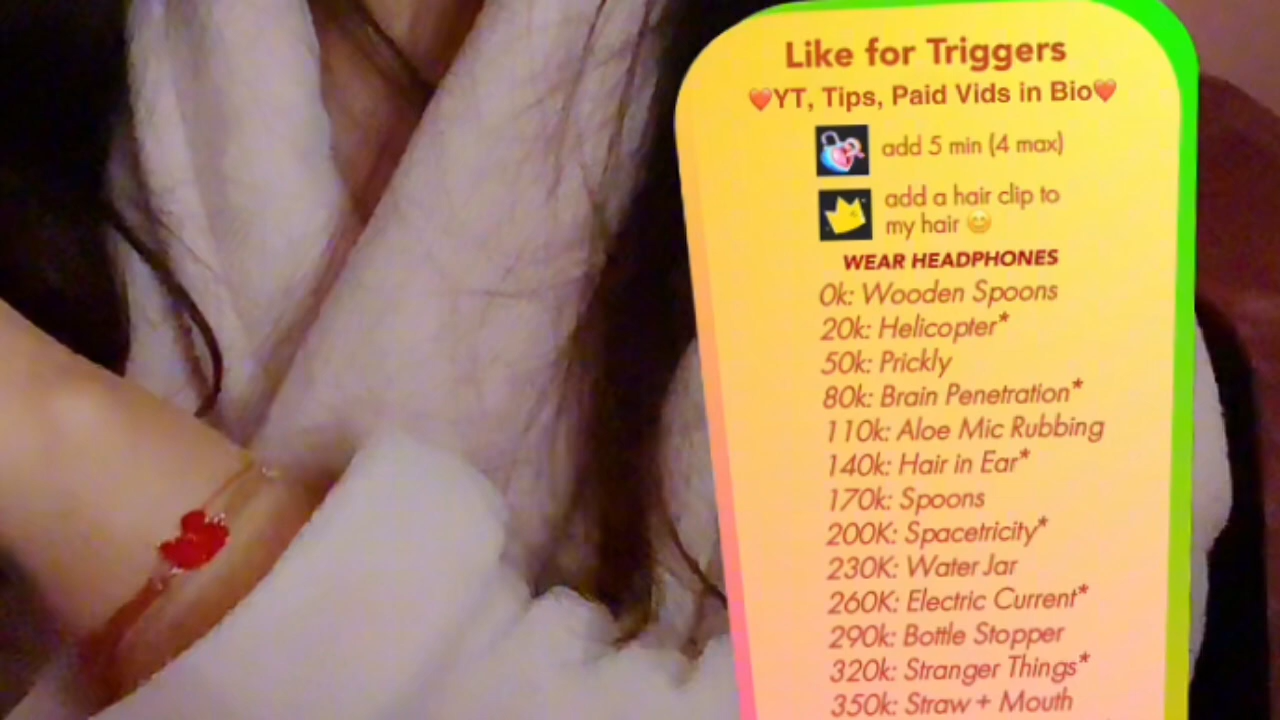 Like for Triggers
❤️YT, Tips, Paid Vids in Bio❤️
add 5 min (4 max)
add a hair clip to
my hair 😊
WEAR HEADPHONES
0k: Wooden Spoons
20k: Helicopter*
50k: Prickly
80k: Brain Penetration*
110k: Aloe Mic Rubbing
140k: Hair in Ear*
170k: Spoons
200K: Spacetricity*
230K: Water Jar
260K: Electric Current*
290k: Bottle Stopper
320k: Stranger Things*
350k: Straw + Mouth